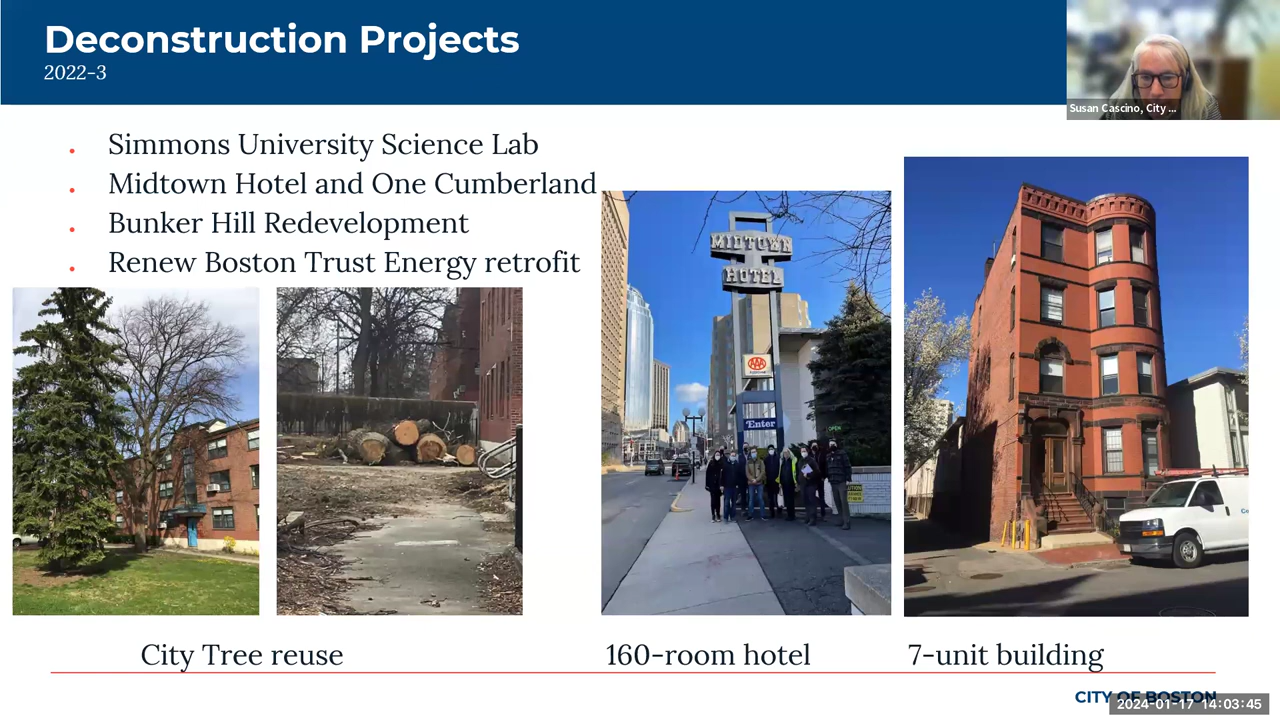 Deconstruction Projects
2022-3
Susan Cascino, City ...
Simmons University Science Lab
Midtown Hotel and One Cumberland
Bunker Hill Redevelopment
Renew Boston Trust Energy retrofit
MIDTOWN
HOTEL
AAA
Enter
OPEN
City Tree reuse
160-room hotel
7-unit building
CITY OF BOSTON
2024-01-17 14:03:45